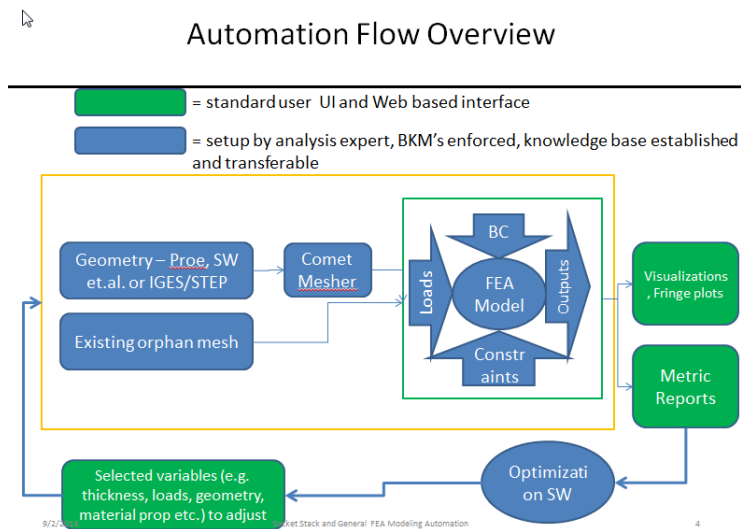 Automation Flow Overview
= standard user UI and Web based interface
= setup by analysis expert, BKM's enforced, knowledge base established
and transferable
Geometry – Proe, SW
et.al. or IGES/STEP
Comet
Mesher
Existing orphan mesh
BC
Loads
FEA
Model
Outputs
Constr
aints
Visualizations
, Fringe plots
Metric
Reports
Selected variables (e.g.
thickness, loads, geometry,
material prop etc.) to adjust
Optimizati
on SW
Stack and General FEA Modeling Automation
4